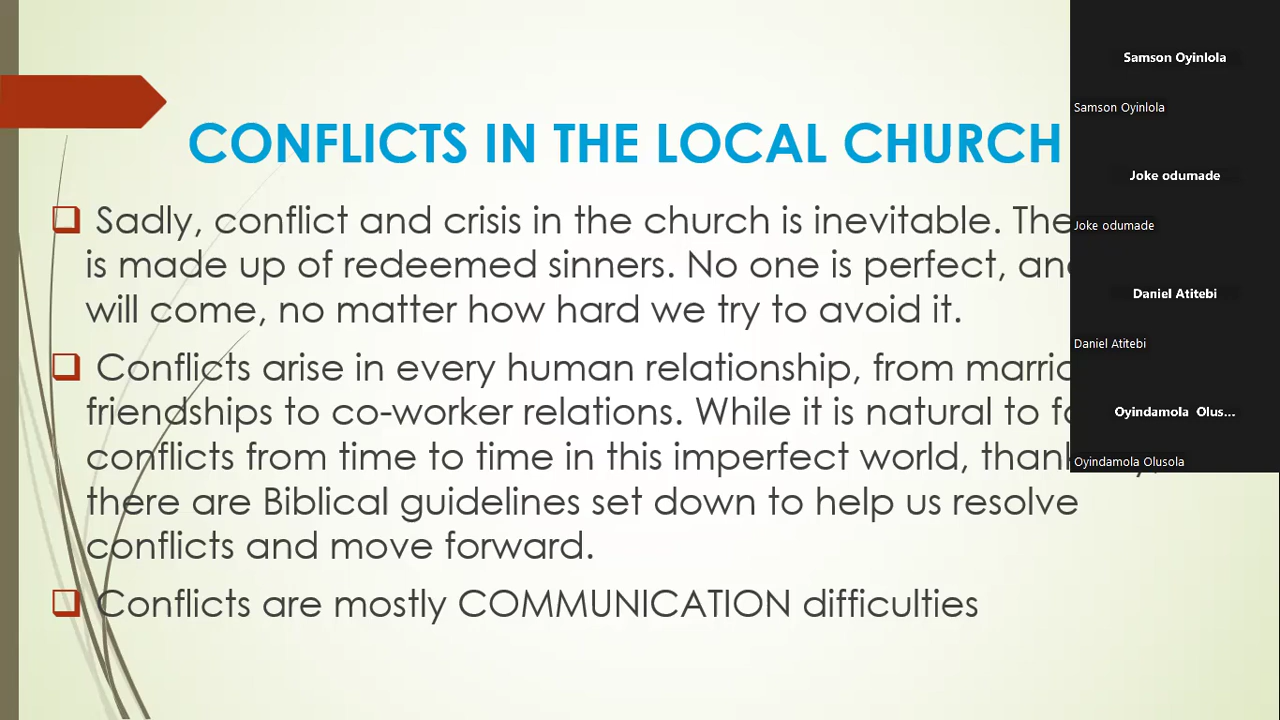 CONFLICTS IN THE LOCAL CHURCH
Sadly, conflict and crisis in the church is inevitable. The
is made up of redeemed sinners. No one is perfect,
will come, no matter how hard we try to avoid it.
Conflicts arise in every human relationship, from
friendships to co-worker relations. While it is natural to
conflicts from time to time in this imperfect world,
there are Biblical guidelines set down to help us resolve
conflicts and move forward.
Conflicts are mostly COMMUNICATION difficulties
Samson Oyinlola
Samson Oyinlola
Joke odumade
Joke odumade
Daniel Atitebi
Daniel Atitebi
Oyindamola Olus...
Oyindamola Olusola